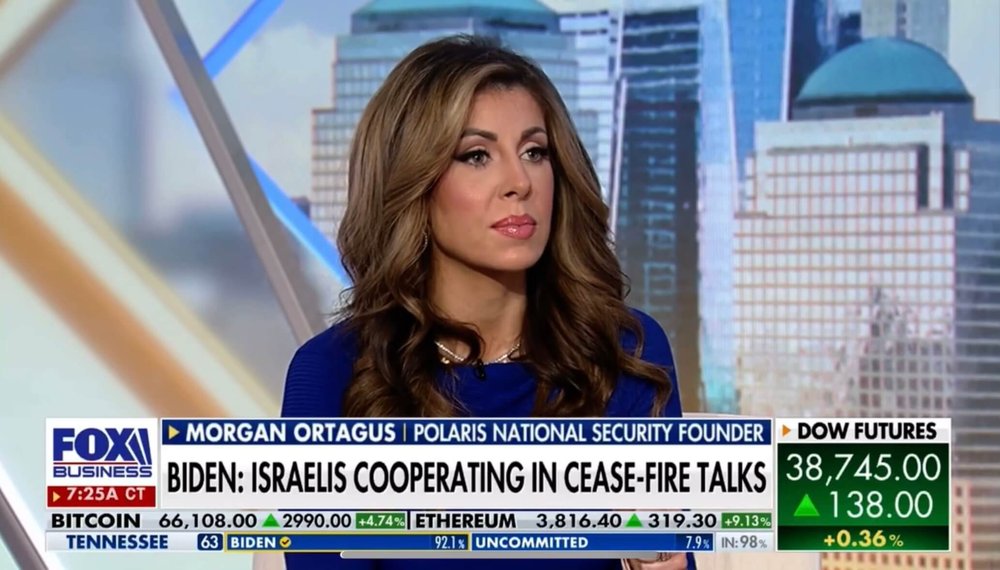 MORGAN ORTAGUS | POLARIS NATIONAL SECURITY FOUNDER
BIDEN: ISRAELIS COOPERATING IN CEASE-FIRE TALKS
FOX
BUSINESS
7:25A CT
DOW FUTURES
38,745.00
▲ 138.00
+0.36%
BITCOIN 66,108.00 ▲ 2990.00 +4.74% ETHEREUM 3,816.40 ▲ 319.30 +9.13%
TENNESSEE 63 BIDEN 92.1% UNCOMMITTED 7.9% IN: 98%